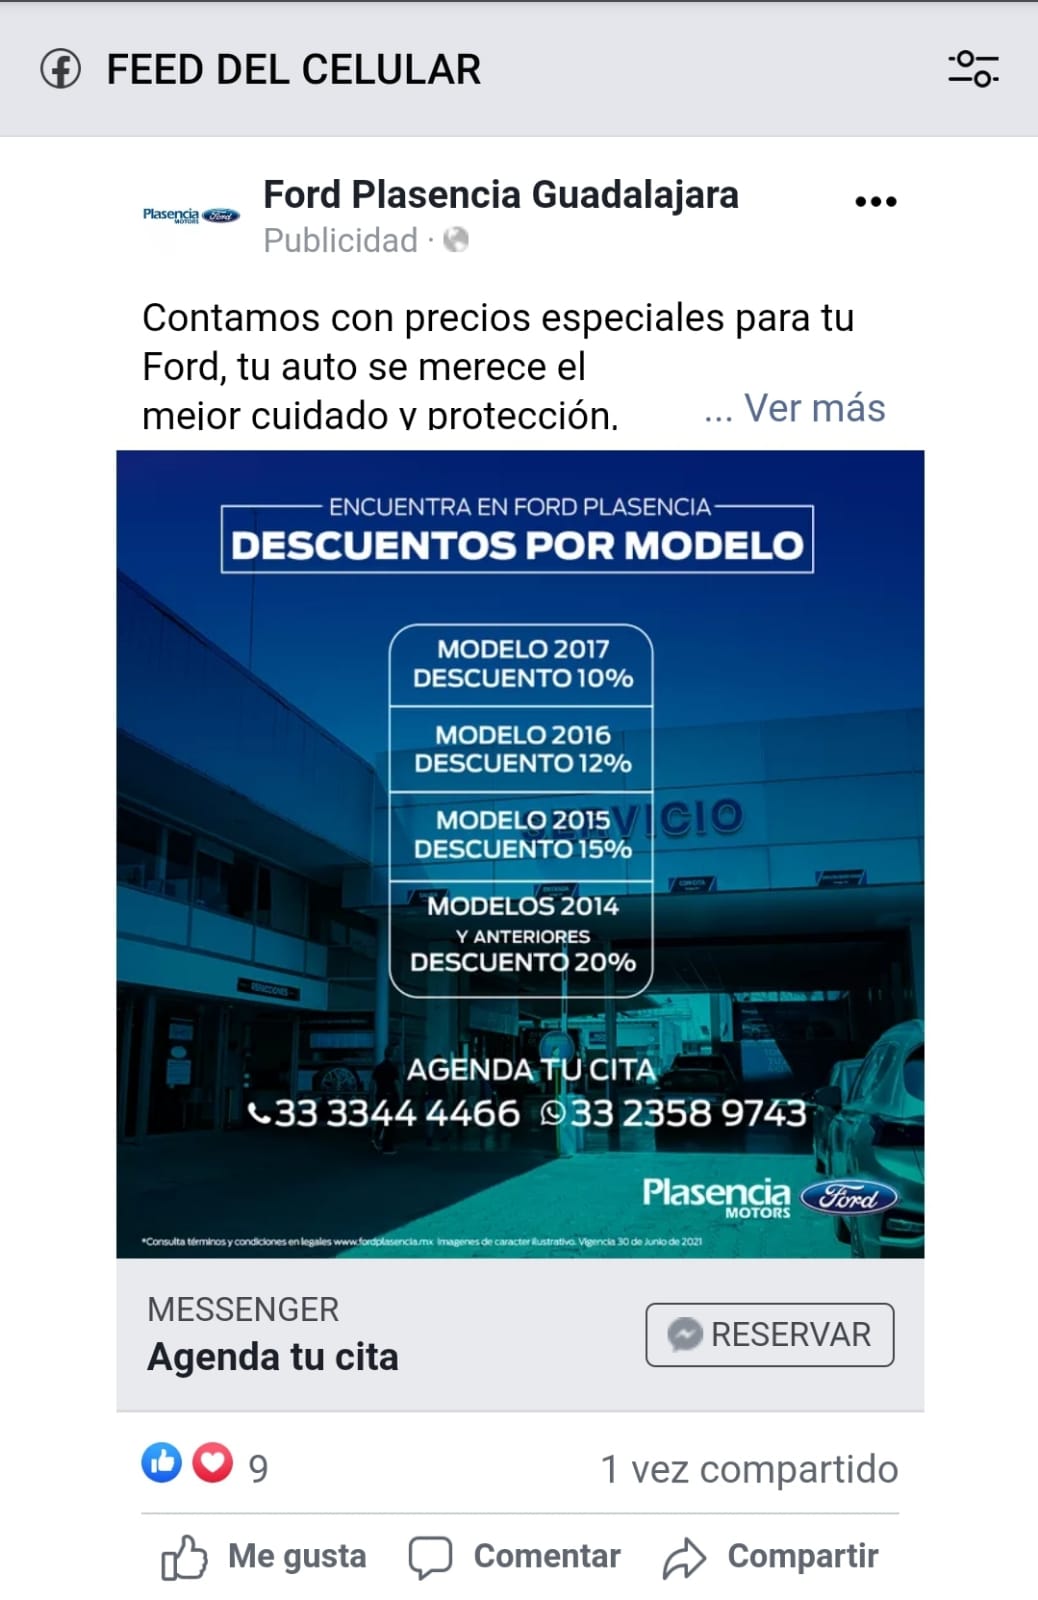 FEED DEL CELULAR
Plasencia
MOTORS
Ford
Ford Plasencia Guadalajara
Publicidad ·
Contamos con precios especiales para tu
Ford, tu auto se merece el
mejor cuidado y protección.
... Ver más
ENCUENTRA EN FORD PLASENCIA
DESCUENTOS POR MODELO
MODELO 2017
DESCUENTO 10%
MODELO 2016
DESCUENTO 12%
SERVICIO
MODELO 2015
DESCUENTO 15%
MODELOS 2014
Y ANTERIORES
DESCUENTO 20%
REFACCIONES
AGENDA TU CITA
33 3344 4466 33 2358 9743
Plasencia
MOTORS
Ford
*Consulta términos y condiciones en legales www.fordplasencia.mx Imagenes de caracter ilustrativo. Vigencia 30 de Junio de 2021
MESSENGER
Agenda tu cita
RESERVAR
9
1 vez compartido
Me gusta
Comentar
Compartir